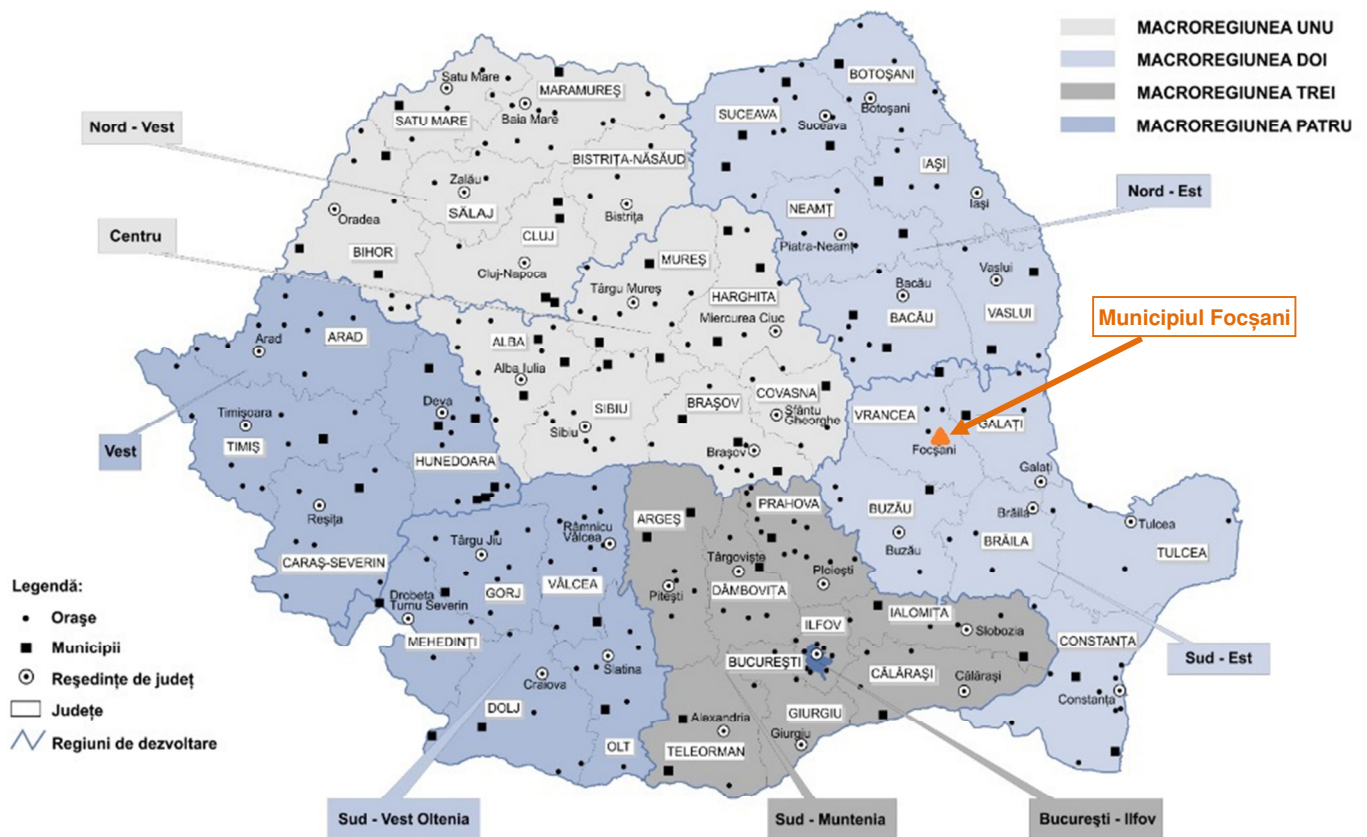 MACROREGIUNEA UNU
MACROREGIUNEA DOI
MACROREGIUNEA TREI
MACROREGIUNEA PATRU
Nord - Vest
Centru
Vest
Nord - Est
Municipiul Focșani
Sud - Est
Sud - Vest Oltenia
Sud - Muntenia
București - Ilfov
Satu Mare
SATU MARE
MARAMUREȘ
Baia Mare
BISTRIȚA-NĂSĂUD
Bistrița
Zalău
SĂLAJ
Oradea
BIHOR
CLUJ
Cluj-Napoca
SUCEAVA
Suceava
BOTOȘANI
Botoșani
IAȘI
Iași
NEAMȚ
Piatra-Neamț
Bacău
BACĂU
Vaslui
VASLUI
MUREȘ
Târgu Mureș
HARGHITA
Miercurea Ciuc
ALBA
Alba Iulia
SIBIU
Sibiu
BRAȘOV
Brașov
COVASNA
Sfântu
Gheorghe
ARAD
Arad
Timișoara
TIMIȘ
Deva
HUNEDOARA
Reșița
CARAȘ-SEVERIN
VRANCEA
Focșani
GALAȚI
Galați
BUZĂU
Buzău
Brăila
BRĂILA
Tulcea
TULCEA
CONSTANȚA
Constanța
Târgu Jiu
GORJ
Râmnicu
Vâlcea
VÂLCEA
Drobeta
Turnu Severin
MEHEDINȚI
Craiova
DOLJ
Slatina
OLT
ARGEȘ
Pitești
PRAHOVA
Ploiești
Târgoviște
DÂMBOVIȚA
ILFOV
BUCUREȘTI
IALOMIȚA
Slobozia
CĂLĂRAȘI
Călărași
GIURGIU
Giurgiu
Alexandria
TELEORMAN
Legendă:
Orașe
Municipii
Reședințe de județ
Județe
Regiuni de dezvoltare